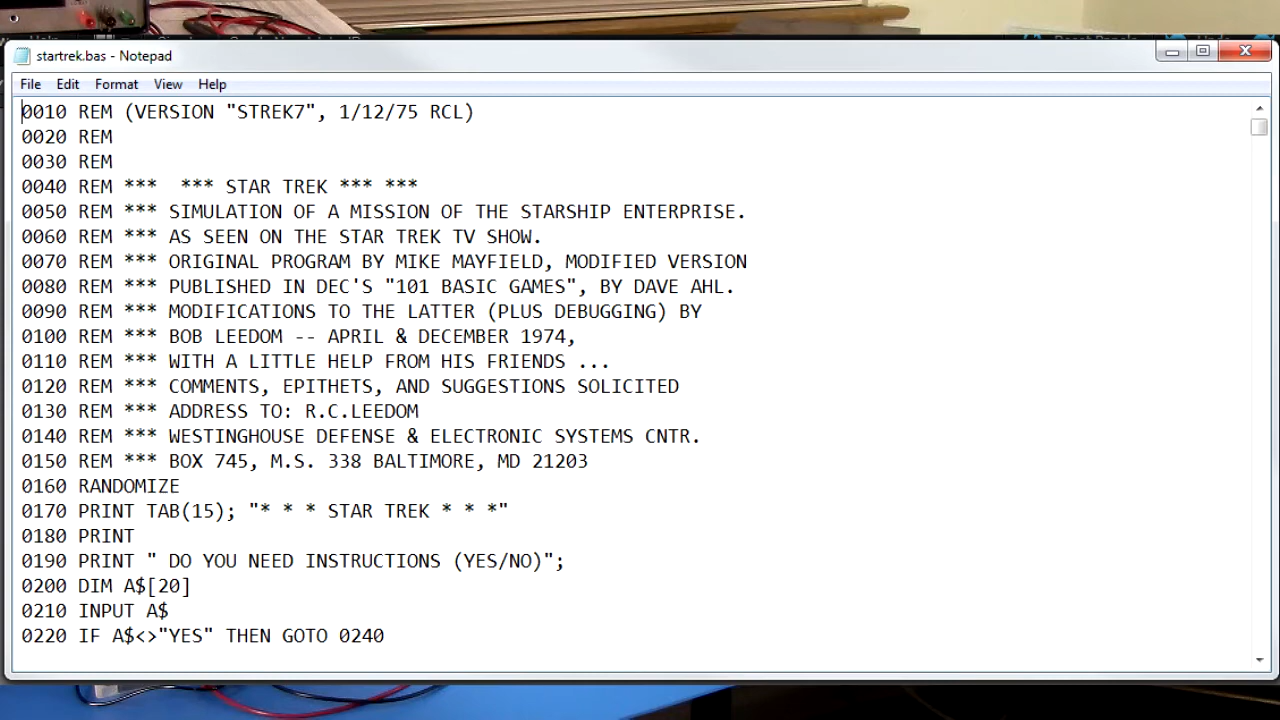 startrek.bas - Notepad
File Edit Format View Help
0010 REM (VERSION "STREK7", 1/12/75 RCL)
0020 REM
0030 REM
0040 REM ***  *** STAR TREK *** ***
0050 REM *** SIMULATION OF A MISSION OF THE STARSHIP ENTERPRISE.
0060 REM *** AS SEEN ON THE STAR TREK TV SHOW.
0070 REM *** ORIGINAL PROGRAM BY MIKE MAYFIELD, MODIFIED VERSION
0080 REM *** PUBLISHED IN DEC'S "101 BASIC GAMES", BY DAVE AHL.
0090 REM *** MODIFICATIONS TO THE LATTER (PLUS DEBUGGING) BY
0100 REM *** BOB LEEDOM -- APRIL & DECEMBER 1974,
0110 REM *** WITH A LITTLE HELP FROM HIS FRIENDS ...
0120 REM *** COMMENTS, EPITHETS, AND SUGGESTIONS SOLICITED
0130 REM *** ADDRESS TO: R.C.LEEDOM
0140 REM *** WESTINGHOUSE DEFENSE & ELECTRONIC SYSTEMS CNTR.
0150 REM *** BOX 745, M.S. 338 BALTIMORE, MD 21203
0160 RANDOMIZE
0170 PRINT TAB(15); "* * * STAR TREK * * *"
0180 PRINT
0190 PRINT " DO YOU NEED INSTRUCTIONS (YES/NO)";
0200 DIM A$[20]
0210 INPUT A$
0220 IF A$<>"YES" THEN GOTO 0240